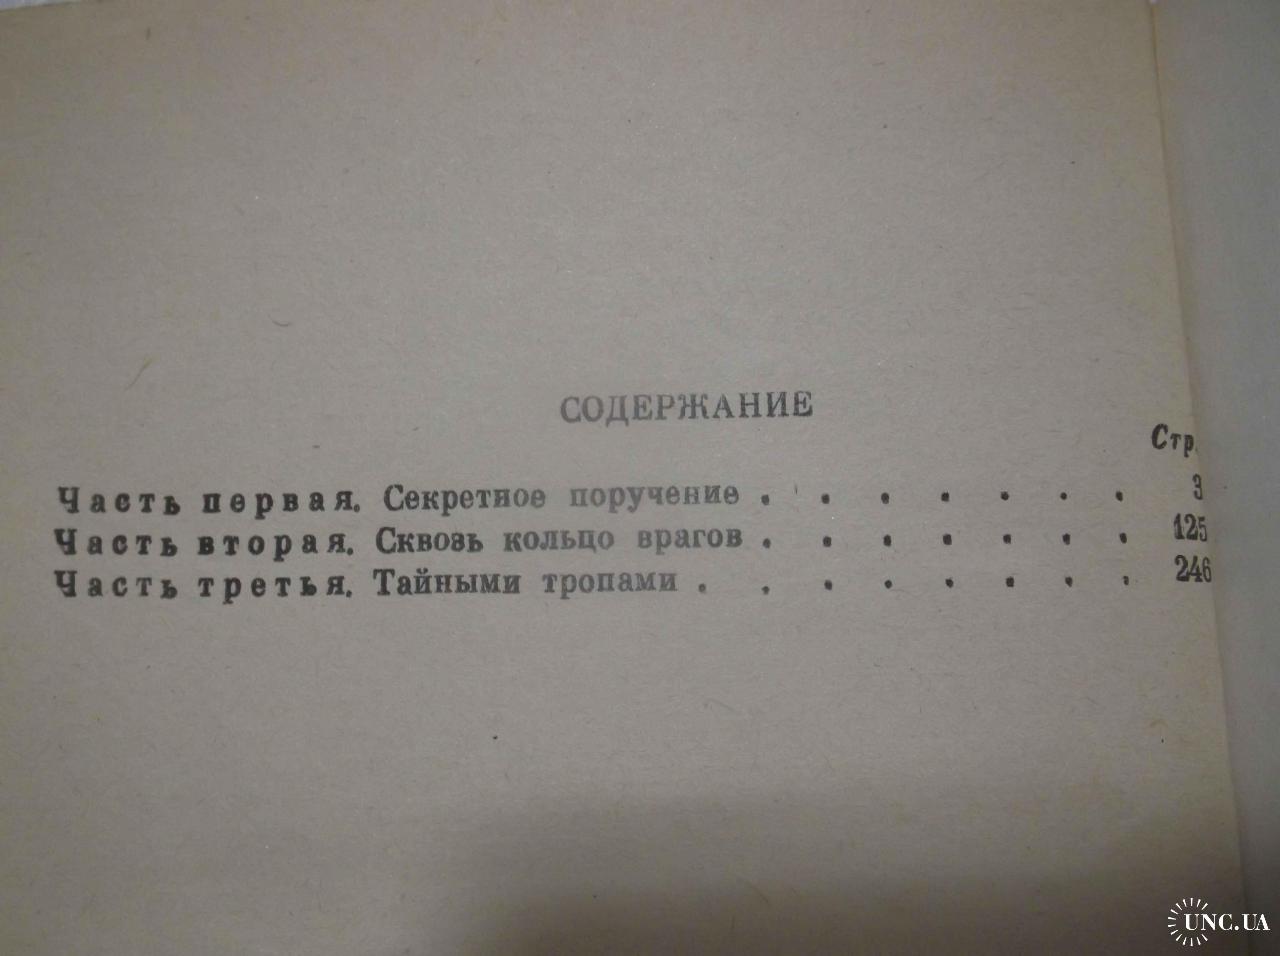 СОДЕРЖАНИЕ
Стр.
Часть первая. Секретное поручение . . . . . . . 3
Часть вторая. Сквозь кольцо врагов . . . . . . . 125
Часть третья. Тайными тропами . . . . . . . . 246
UNC.UA